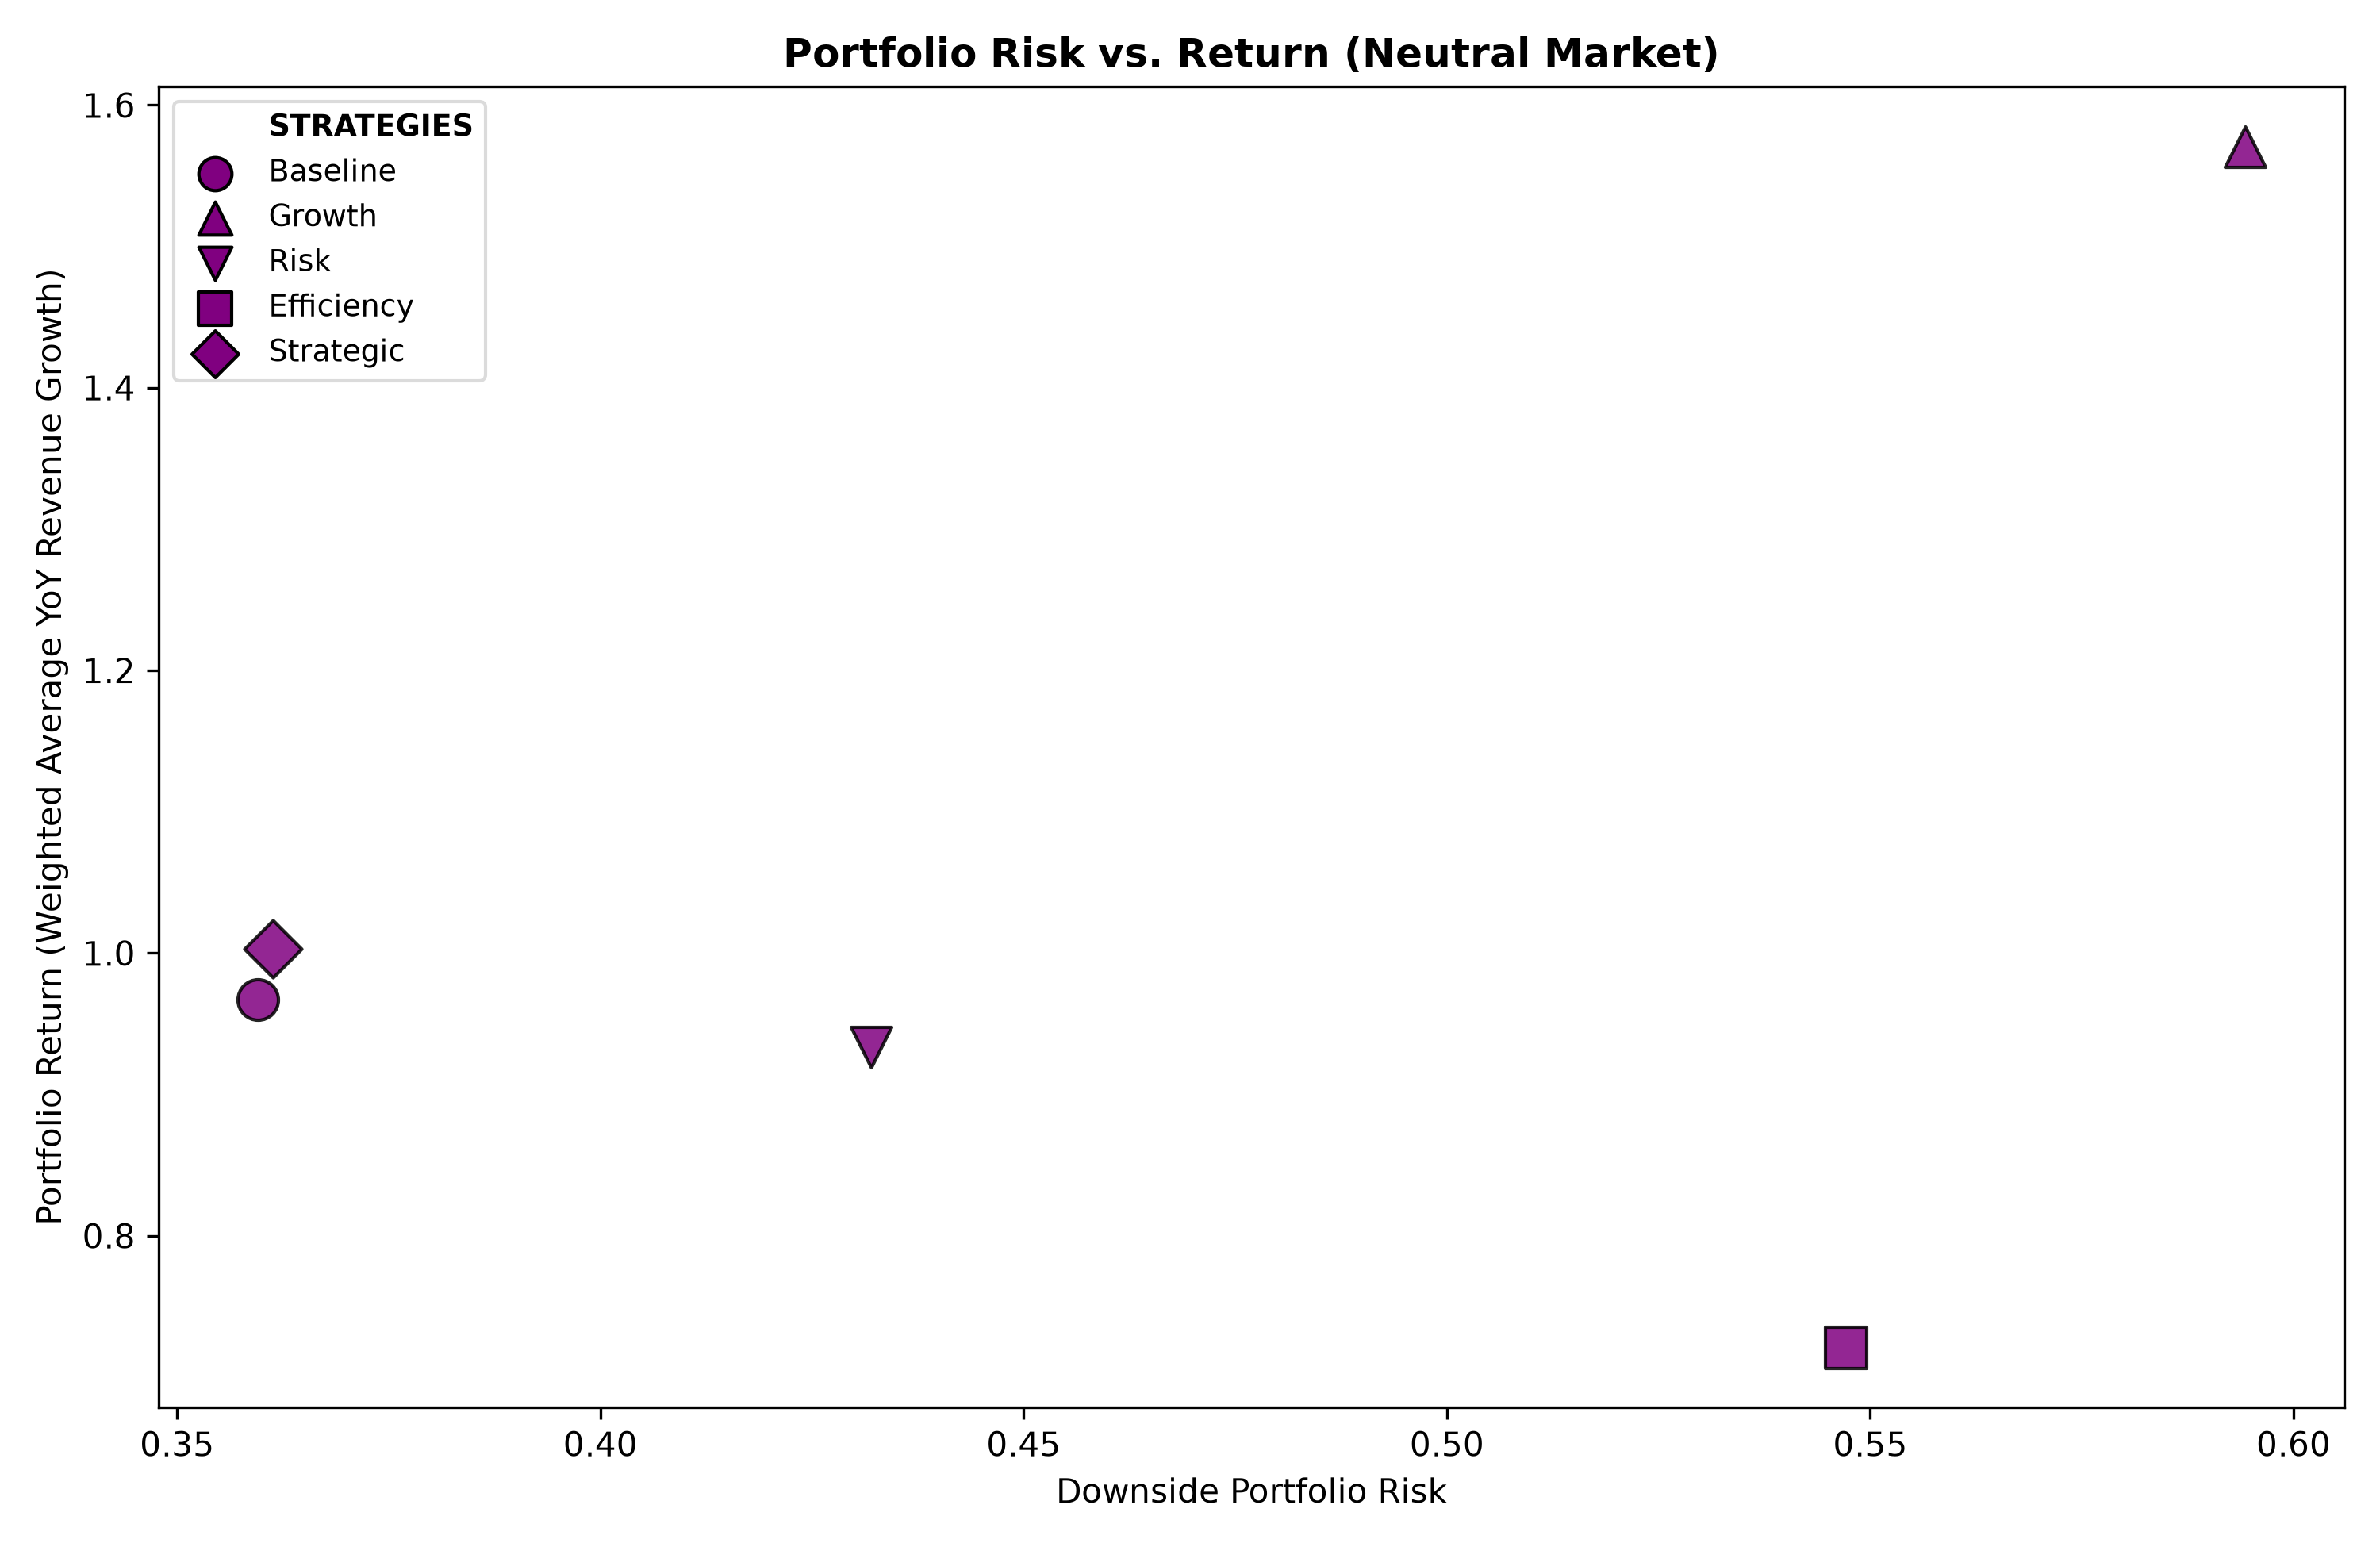 Portfolio Risk vs. Return (Neutral Market)
STRATEGIES
Baseline
Growth
Risk
Efficiency
Strategic
Portfolio Return (Weighted Average YoY Revenue Growth)
1.6
1.4
1.2
1.0
0.8
0.35 0.40 0.45 0.50 0.55 0.60
Downside Portfolio Risk